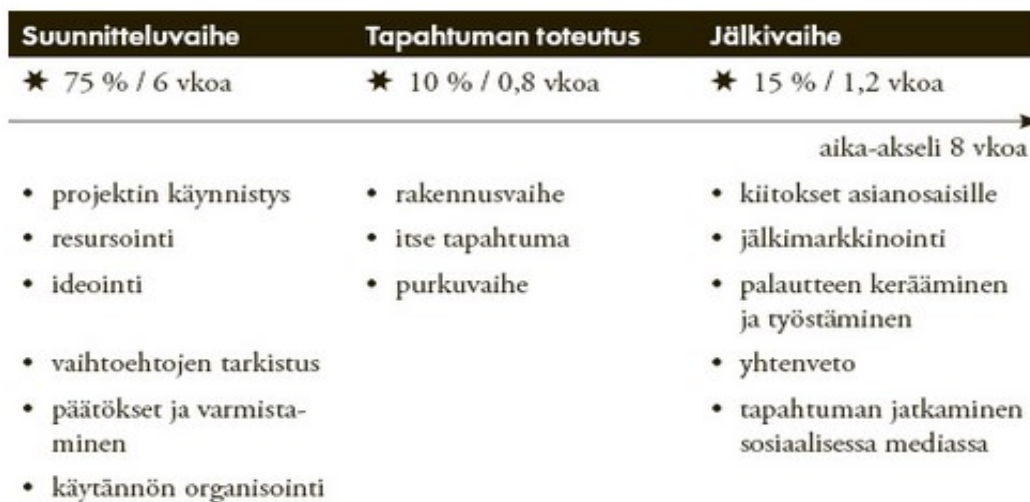 Suunnitteluvaihe
75 % / 6 vkoa
Tapahtuman toteutus
10 % / 0,8 vkoa
Jälkivaihe
15 % / 1,2 vkoa
aika-akseli 8 vkoa
• projektin käynnistys
• resursointi
• ideointi
• vaihtoehtojen tarkistus
• päätökset ja varmista-
minen
• käytännön organisointi
• rakennusvaihe
• itse tapahtuma
• purkuvaihe
• kiitokset asianosaisille
• jälkimarkkinointi
• palautteen kerääminen
ja työstäminen
• yhtenveto
• tapahtuman jatkaminen
sosiaalisessa mediassa